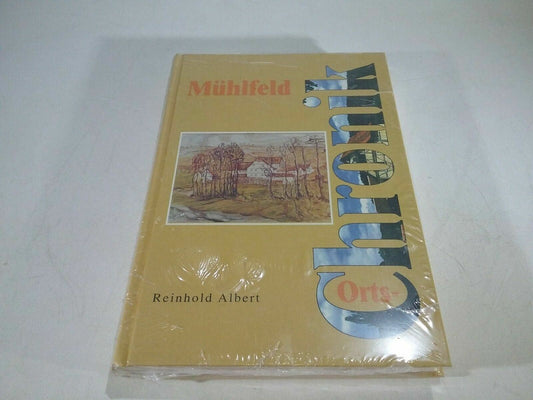 Mühlfeld
Orts-
Chronik
Reinhold Albert